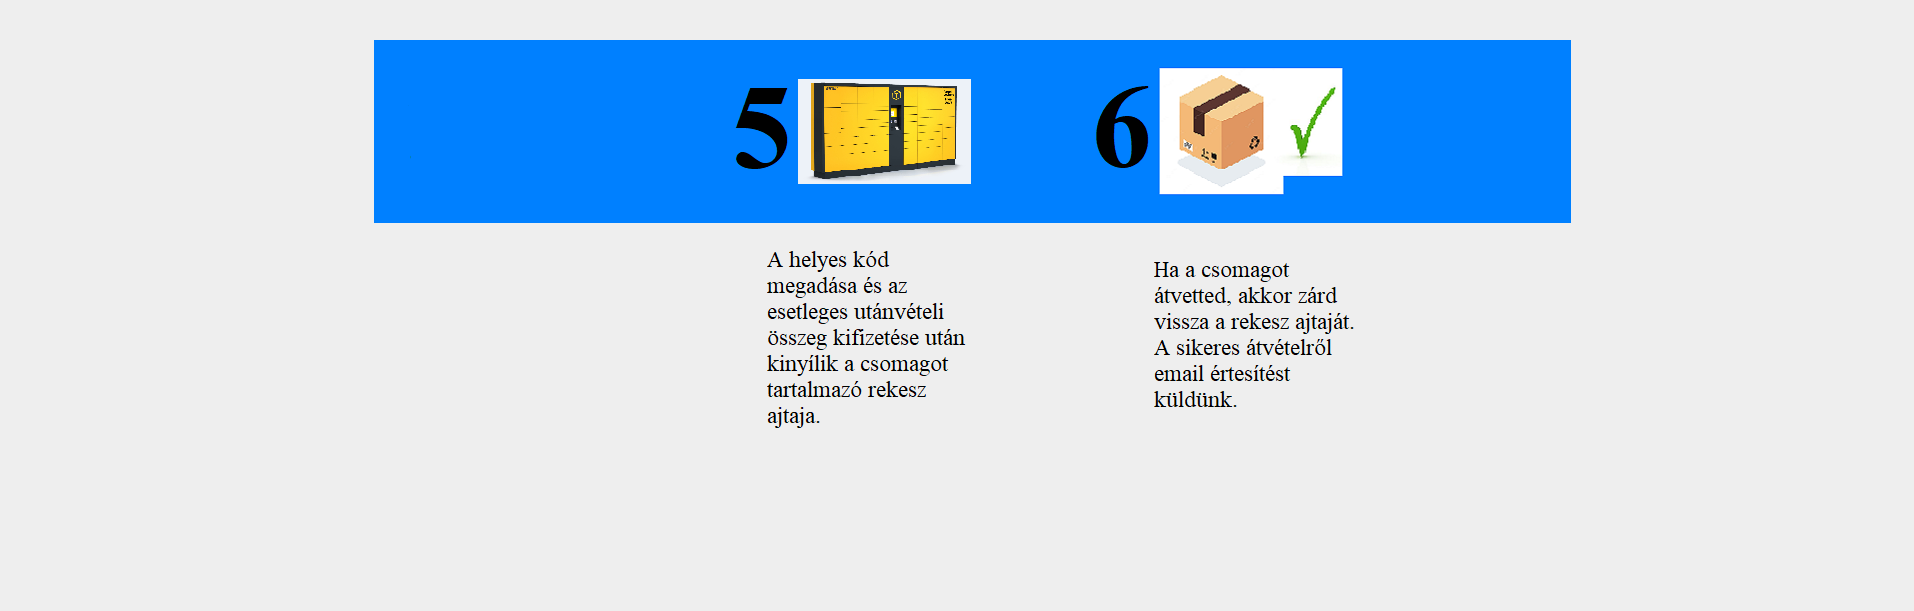 5
6
A helyes kód
megadása és az
esetleges utánvételi
összeg kifizetése után
kinyílik a csomagot
tartalmazó rekesz
ajtaja.
Ha a csomagot
átvetted, akkor zárd
vissza a rekesz ajtaját.
A sikeres átvételről
email értesítést
küldünk.